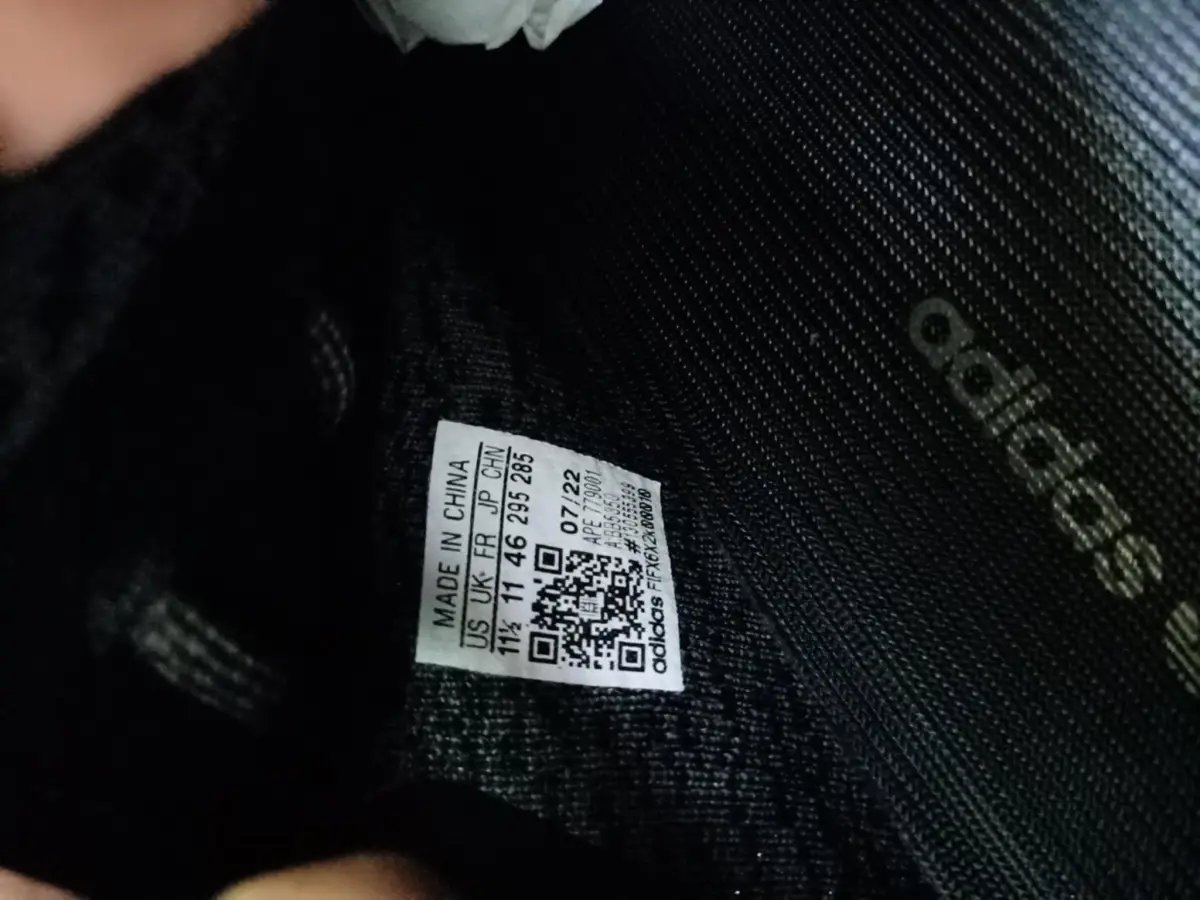 MADE IN CHINA
US UK FR JP CHN
11½ 11 46 295 285
07/22
APE 779001
adidas
adidas